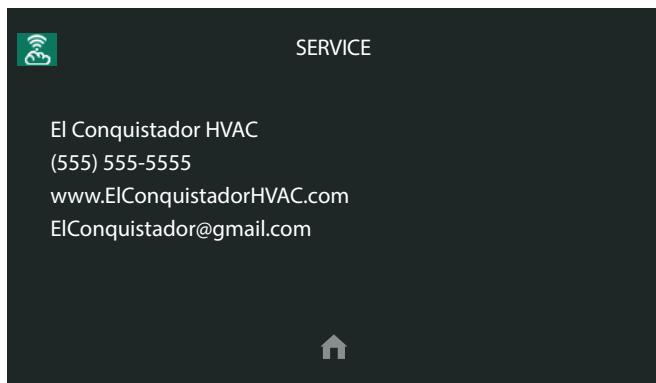 SERVICE
El Conquistador HVAC
(555) 555-5555
www.ElConquistadorHVAC.com
ElConquistador@gmail.com